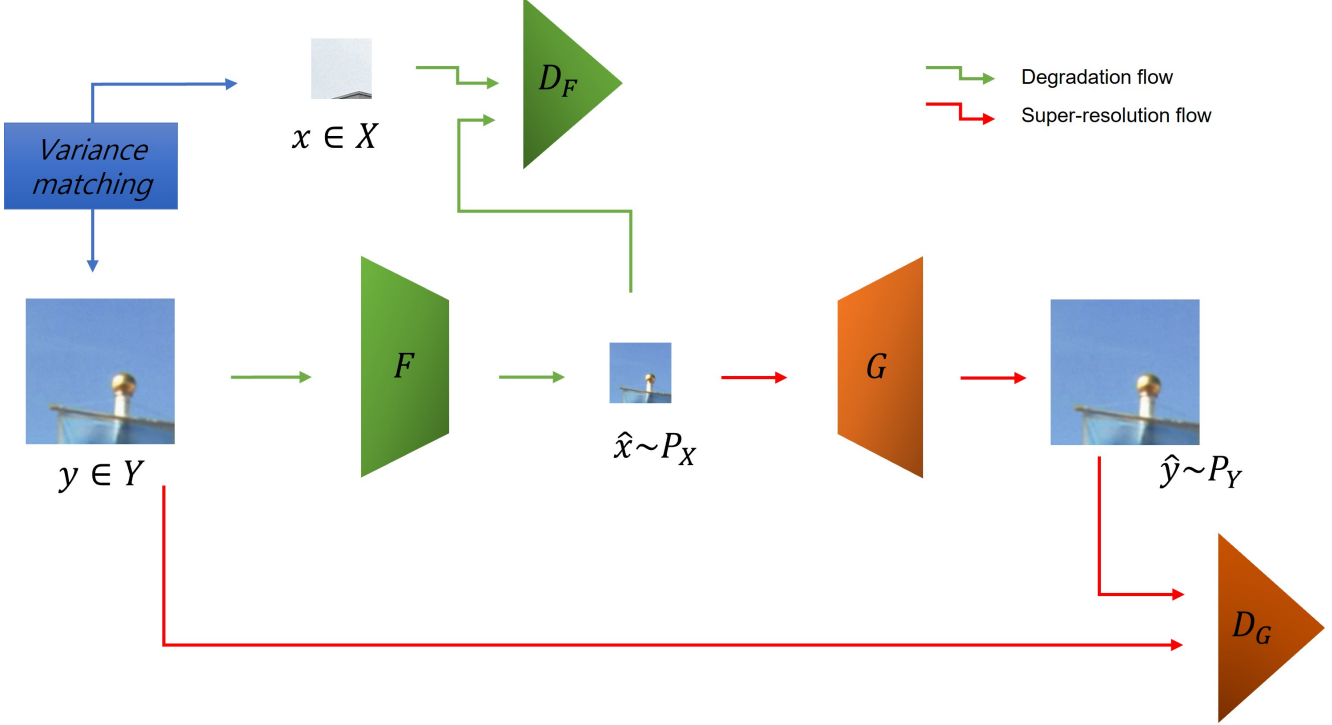 D_F
Degradation flow
Super-resolution flow
x ∈ X
Variance
matching
F
G
x̂~P_X
ŷ~P_Y
y ∈ Y
D_G